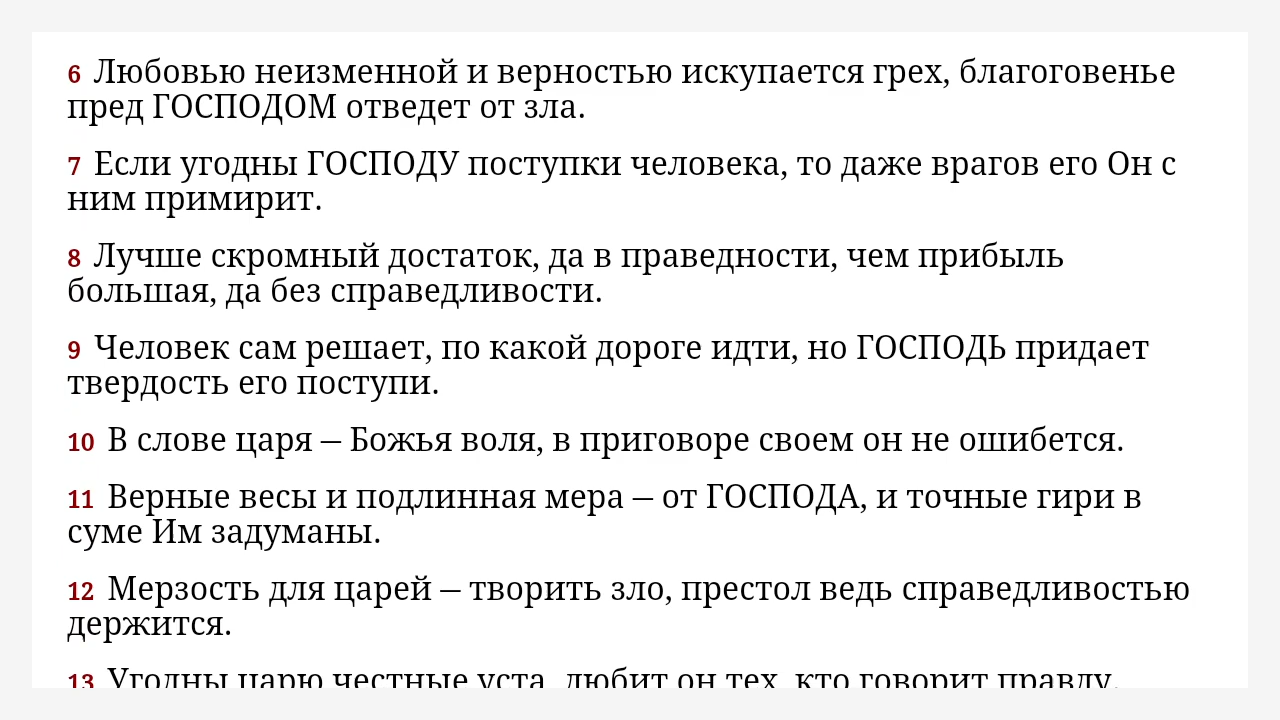 6 Любовью неизменной и верностью искупается грех, благоговенье
пред ГОСПОДОМ отведет от зла.
7 Если угодны ГОСПОДУ поступки человека, то даже врагов его Он с
ним примирит.
8 Лучше скромный достаток, да в праведности, чем прибыль
большая, да без справедливости.
9 Человек сам решает, по какой дороге идти, но ГОСПОДЬ придает
твердость его поступи.
10 В слове царя – Божья воля, в приговоре своем он не ошибется.
11 Верные весы и подлинная мера – от ГОСПОДА, и точные гири в
суме Им задуманы.
12 Мерзость для царей – творить зло, престол ведь справедливостью
держится.
13 Угодны царю честные уста, любит он тех, кто говорит правду.